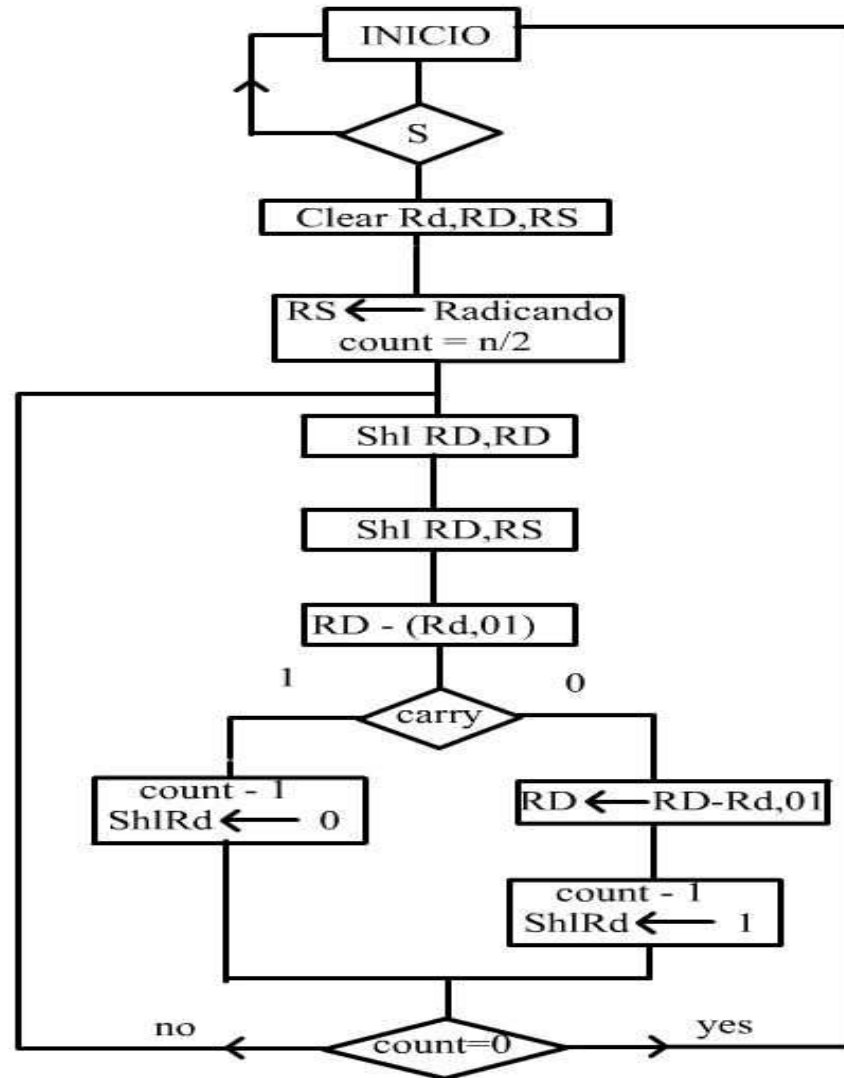 INICIO
S
Clear Rd,RD,RS
RS ← Radicando
count = n/2
Shl RD,RD
Shl RD,RS
RD - (Rd,01)
1
0
carry
count - 1
ShlRd ← 0
RD ← RD-Rd,01
count - 1
ShlRd ← 1
no
yes
count=0